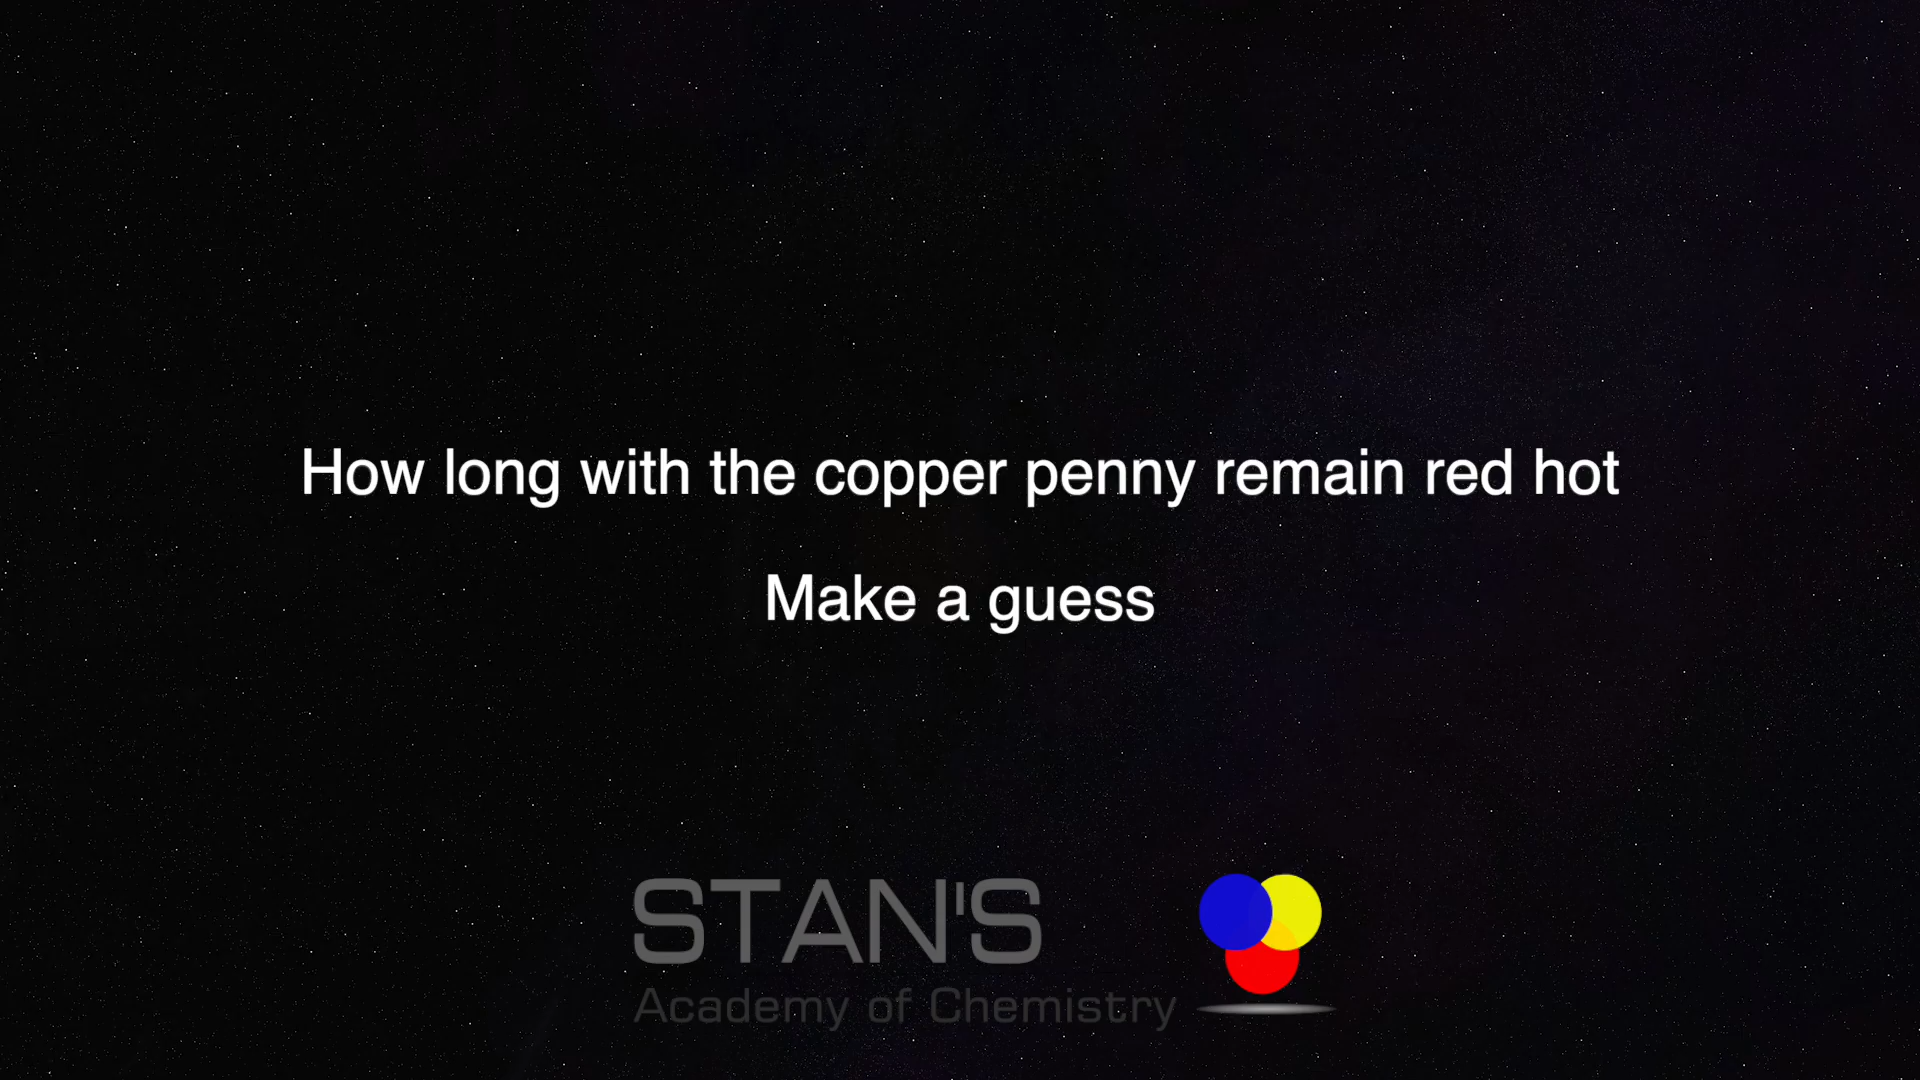 How long with the copper penny remain red hot
Make a guess
STAN'S
Academy of Chemistry